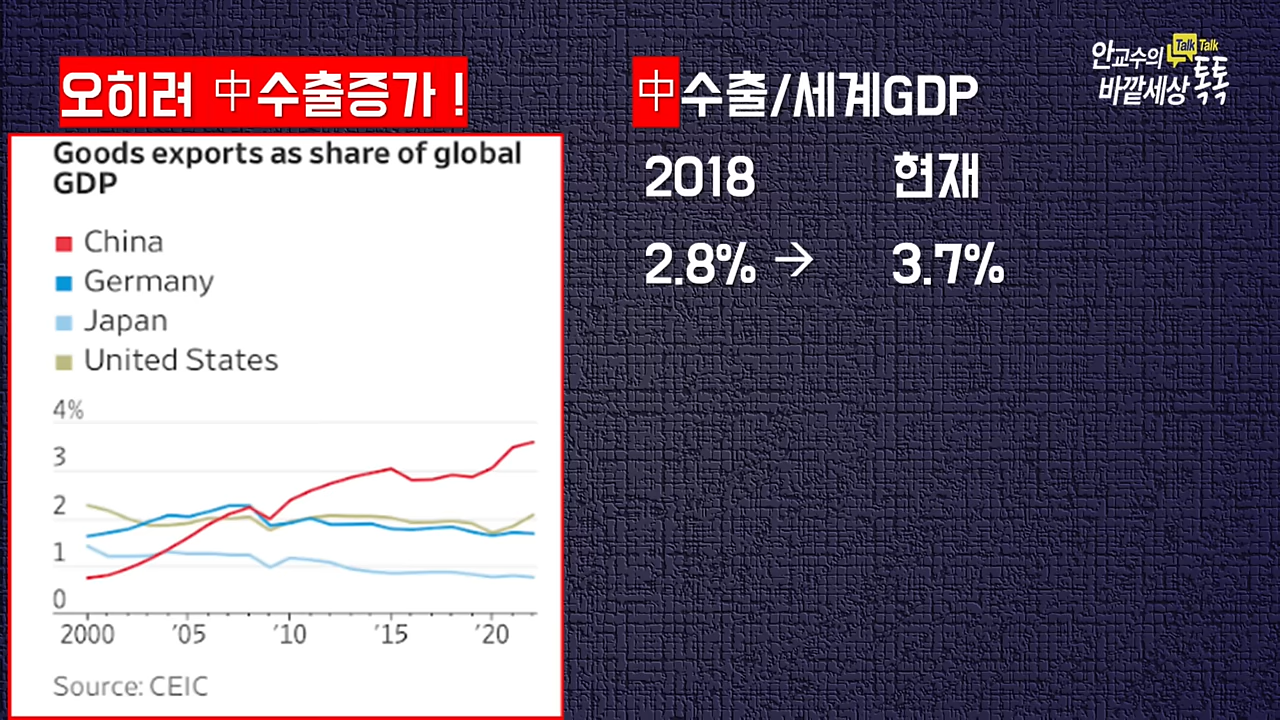 오히려 中수출증가 !
Goods exports as share of global
GDP
China
Germany
Japan
United States
4%
3
2
1
0
2000 '05 '10 '15 '20
Source: CEIC
中수출/세계GDP
2018 현재
2.8% → 3.7%
안교수의 Talk Talk
바깥세상 톡톡